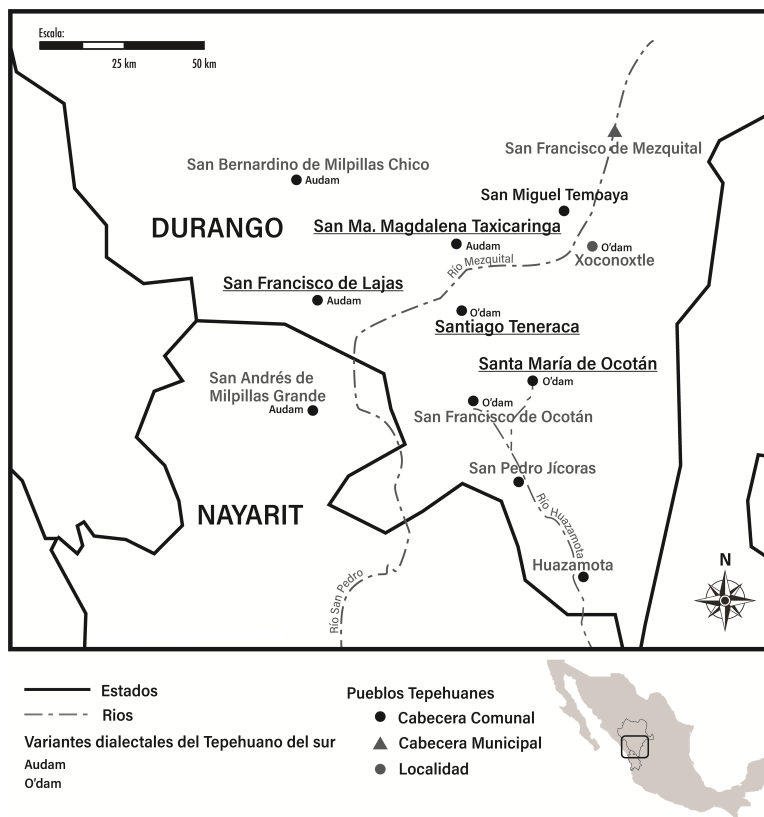 Escala:
25 km
50 km
San Francisco de Mezquital
San Bernardino de Milpillas Chico
Audam
San Miguel Temoaya
DURANGO
San Ma. Magdalena Taxicaringa
Audam
O'dam
Xoconoxtle
Río Mezquital
San Francisco de Lajas
Audam
O'dam
Santiago Teneraca
Santa María de Ocotán
O'dam
San Andrés de
Milpillas Grande
Audam
O'dam
San Francisco de Ocotán
San Pedro Jícoras
NAYARIT
Río Huazamota
Huazamota
N
Río San Pedro
Estados
Rios
Variantes dialectales del Tepehuano del sur
Audam
O'dam
Pueblos Tepehuanes
Cabecera Comunal
Cabecera Municipal
Localidad